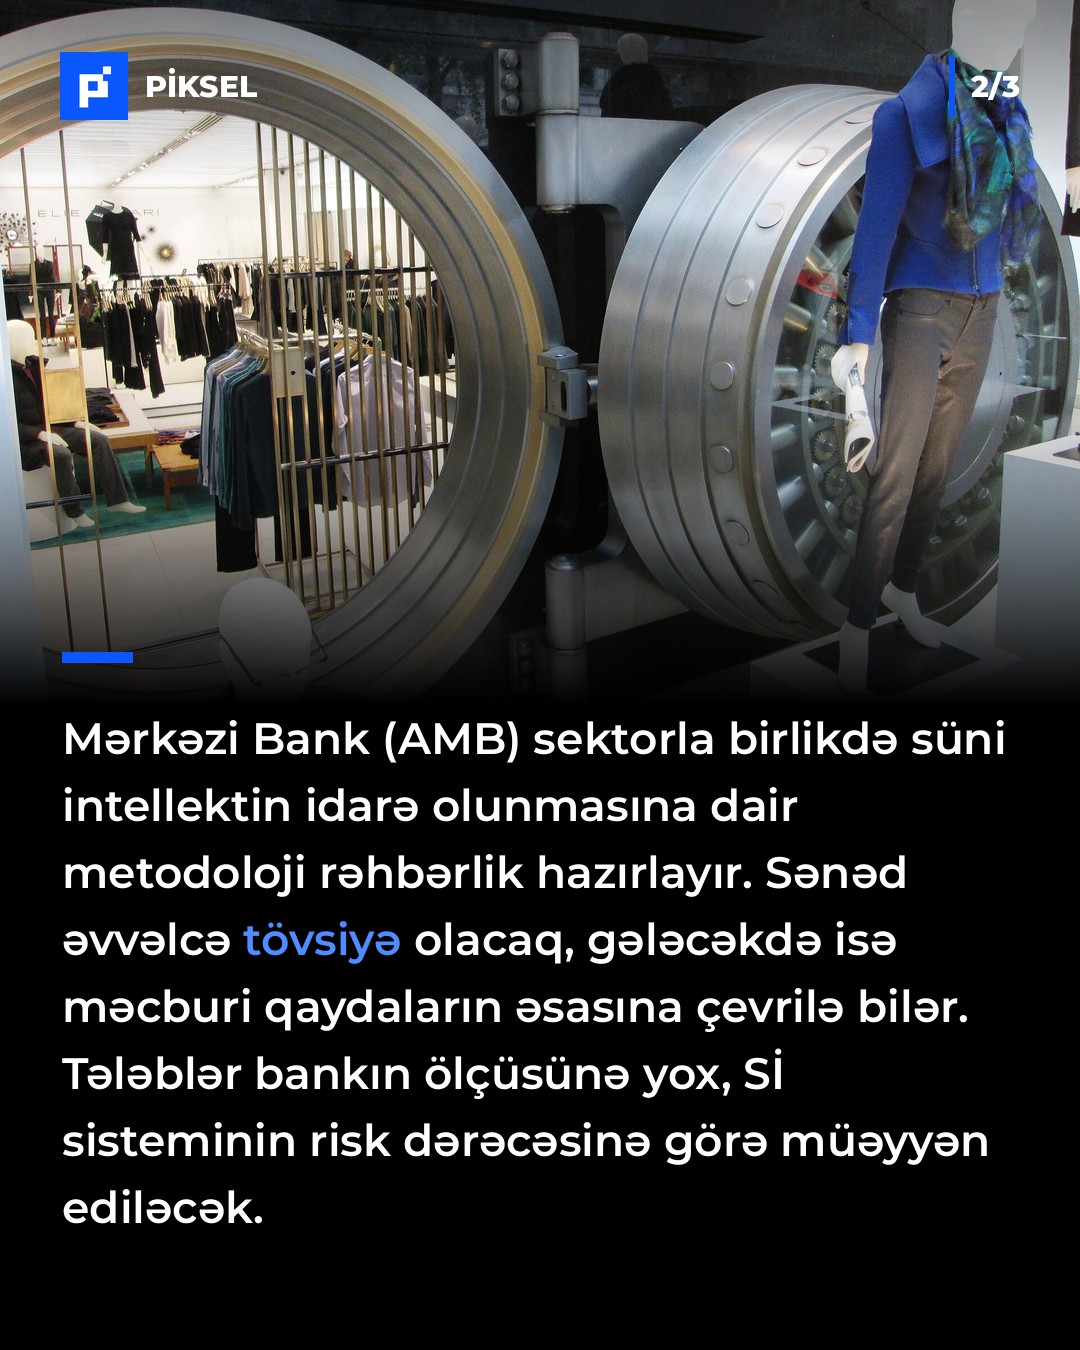 PİKSEL
2/3
Mərkəzi Bank (AMB) sektorla birlikdə süni
intellektin idarə olunmasına dair
metodoloji rəhbərlik hazırlayır. Sənəd
əvvəlcə tövsiyə olacaq, gələcəkdə isə
məcburi qaydaların əsasına çevrilə bilər.
Tələblər bankın ölçüsünə yox, Sİ
sisteminin risk dərəcəsinə görə müəyyən
ediləcək.